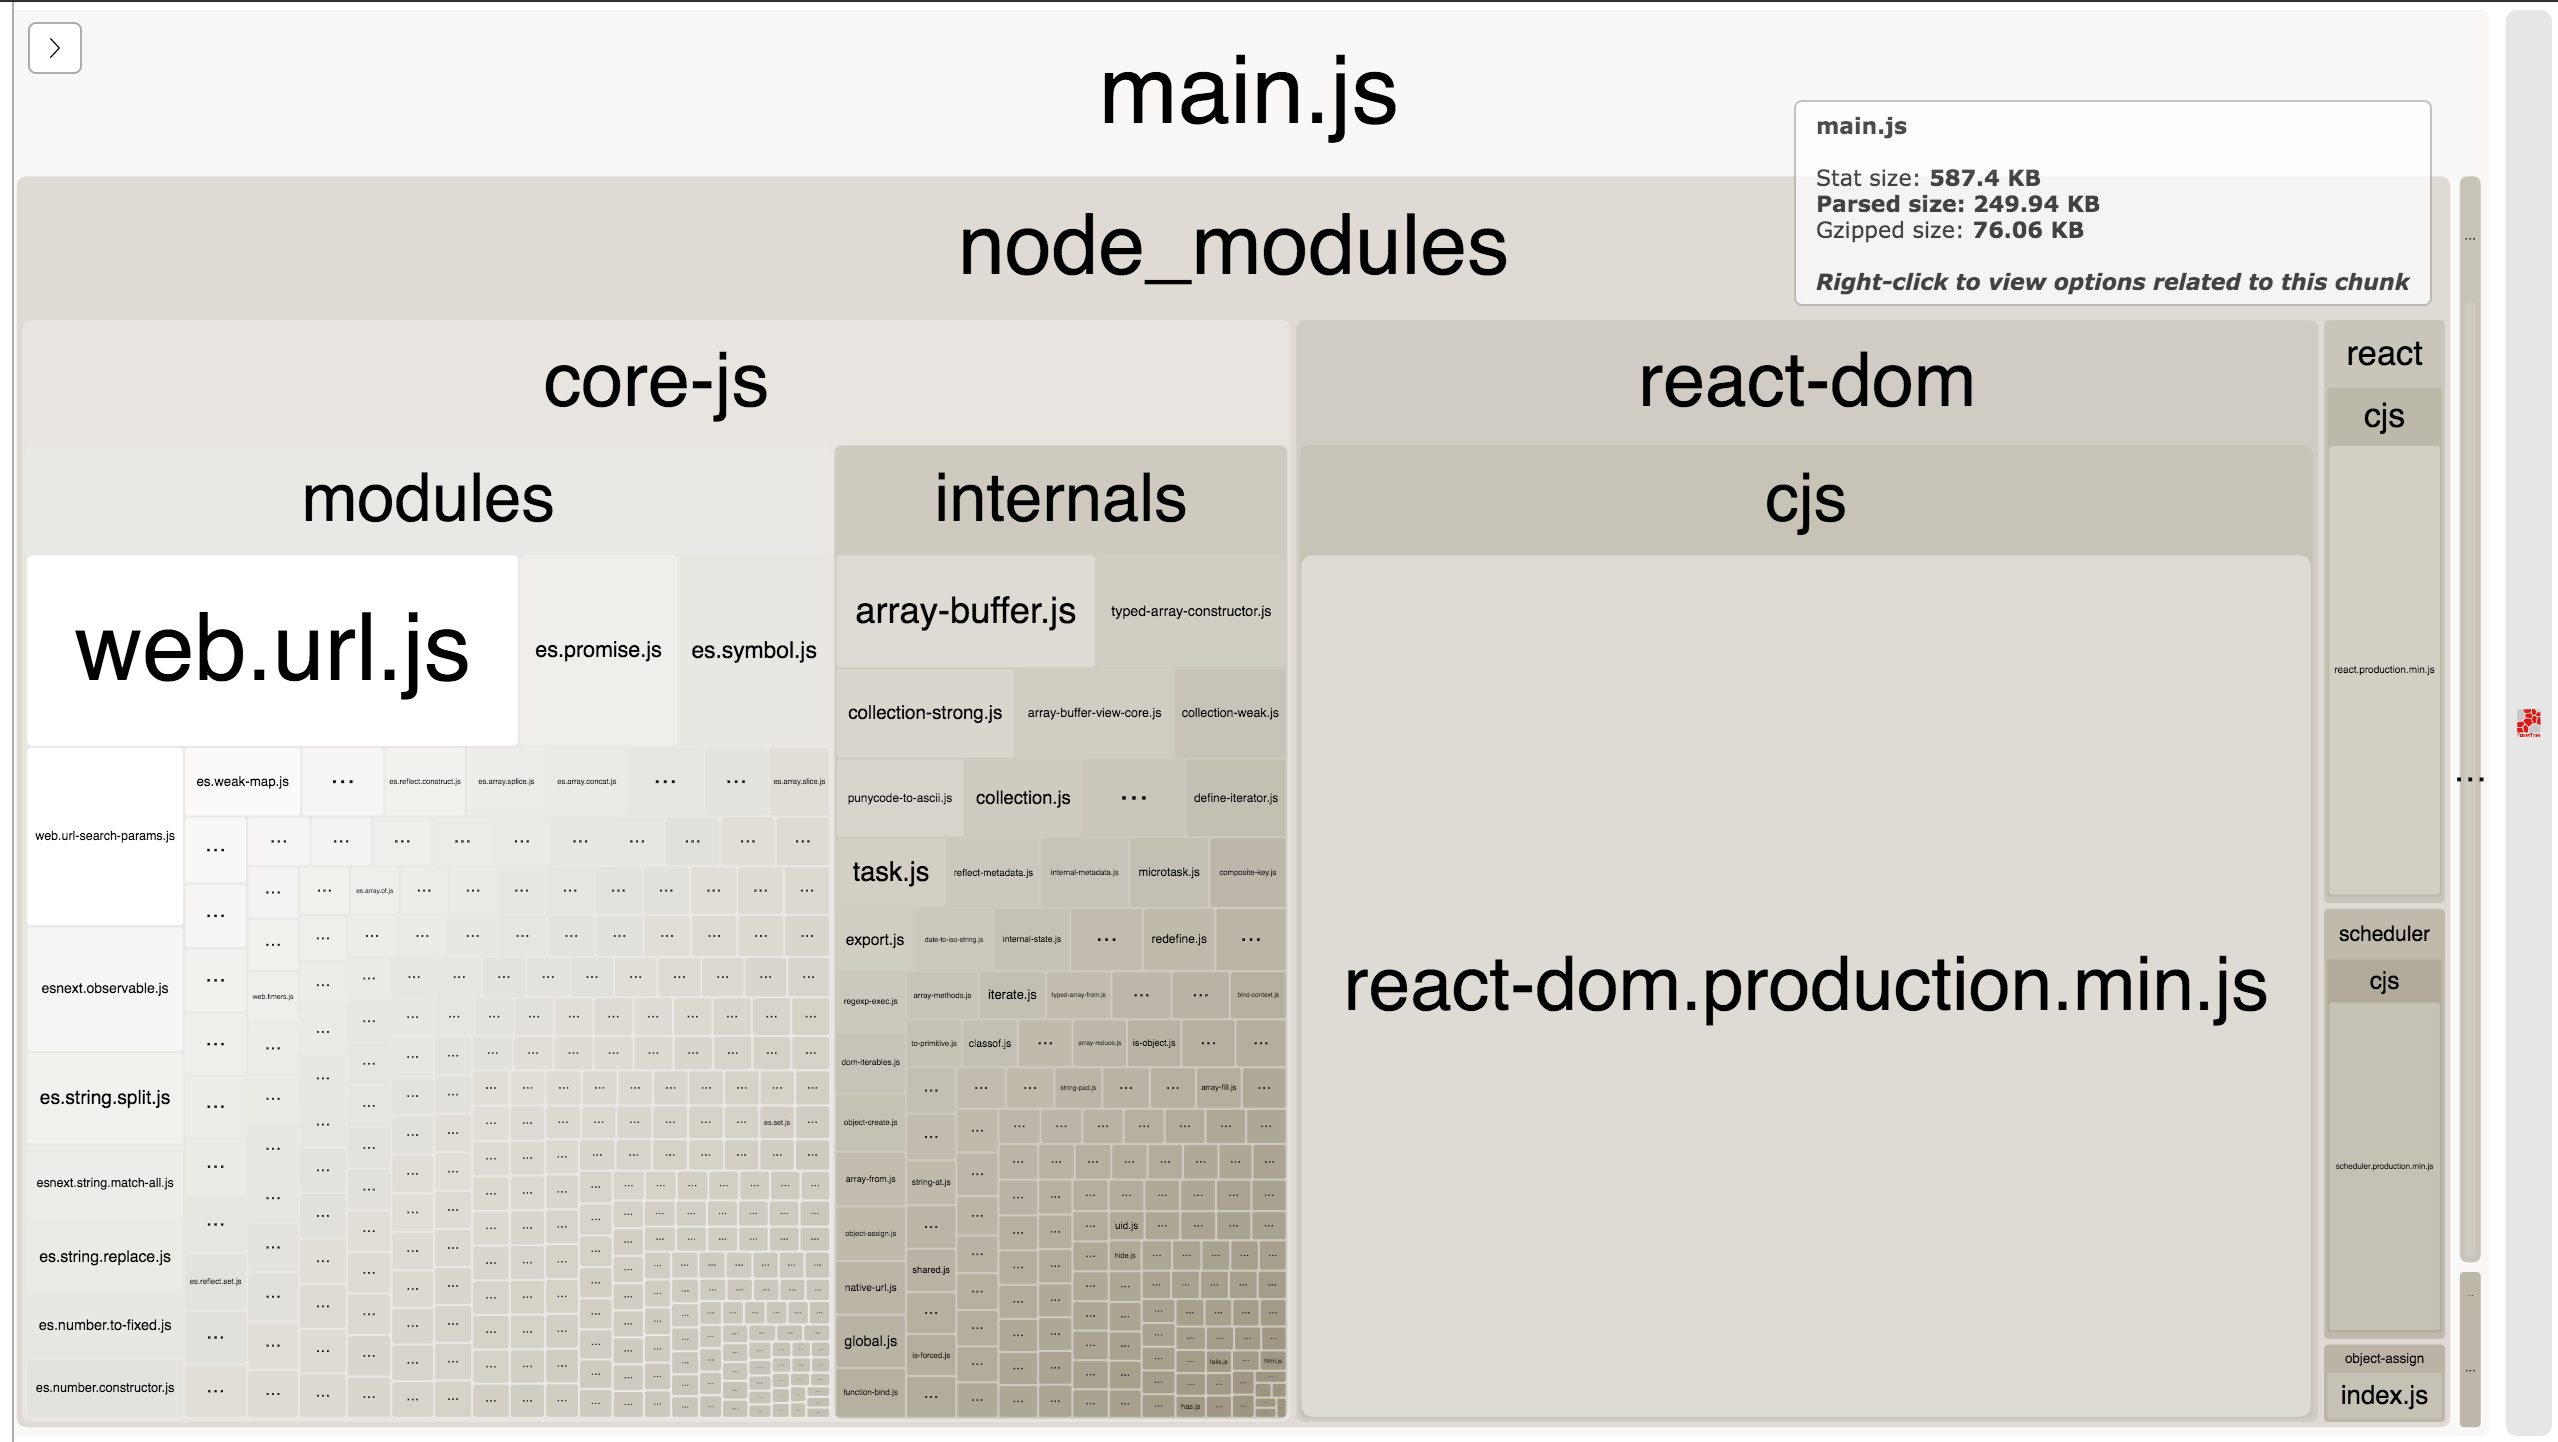 main.js
main.js
Stat size: 587.4 KB
Parsed size: 249.94 KB
Gzipped size: 76.06 KB
Right-click to view options related to this chunk
node_modules
...
core-js
react-dom
react
cjs
modules
internals
cjs
web.url.js
es.promise.js
es.symbol.js
array-buffer.js
typed-array-constructor.js
collection-strong.js
array-buffer-view-core.js
collection-weak.js
react.production.min.js
es.weak-map.js
...
es.reflect.construct.js
es.array.splice.js
es.array.concat.js
...
...
es.array.slice.js
punycode-to-ascii.js
collection.js
...
define-iterator.js
...
web.url-search-params.js
es.array.of.js
task.js
reflect-metadata.js
internal-metadata.js
microtask.js
composite-key.js
export.js
date-to-iso-string.js
internal-state.js
...
redefine.js
...
scheduler
cjs
esnext.observable.js
web.timers.js
regexp-exec.js
array-methods.js
iterate.js
typed-array-from.js
...
...
bind-context.js
react-dom.production.min.js
to-primitive.js
classof.js
...
array-reduce.js
is-object.js
...
...
dom-iterables.js
es.string.split.js
string-pad.js
array-fill.js
es.set.js
object-create.js
esnext.string.match-all.js
array-from.js
string-at.js
scheduler.production.min.js
es.string.replace.js
object-assign.js
uid.js
hide.js
es.reflect.set.js
shared.js
native-url.js
es.number.to-fixed.js
global.js
is-forced.js
fails.js
html.js
object-assign
index.js
es.number.constructor.js
function-bind.js
has.js